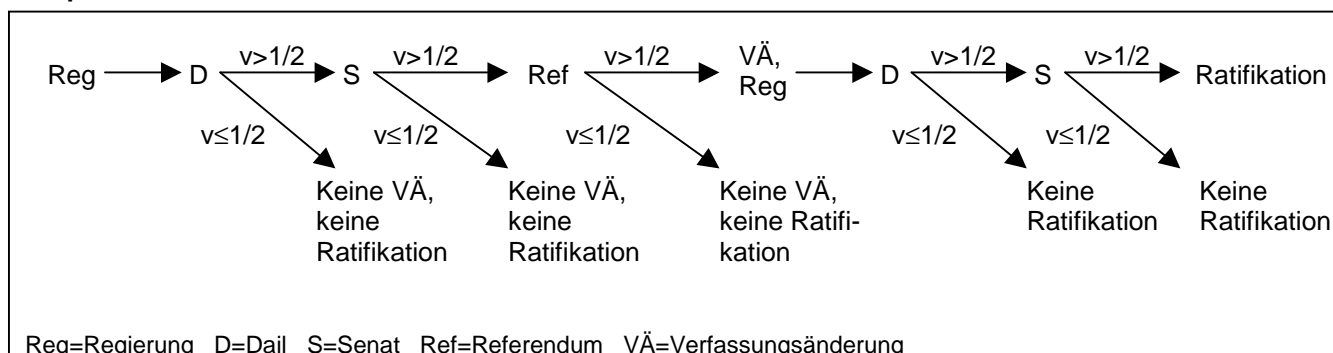 v>1/2 v>1/2 v>1/2 VÄ, v>1/2 v>1/2
Reg D S Ref Reg D S Ratifikation
v≤1/2 v≤1/2 v≤1/2 v≤1/2 v≤1/2
Keine VÄ, Keine VÄ, Keine VÄ, Keine Keine
keine keine keine Ratifi- Ratifikation Ratifikation
Ratifikation Ratifikation kation
Reg=Regierung D=Dail S=Senat Ref=Referendum VÄ=Verfassungsänderung